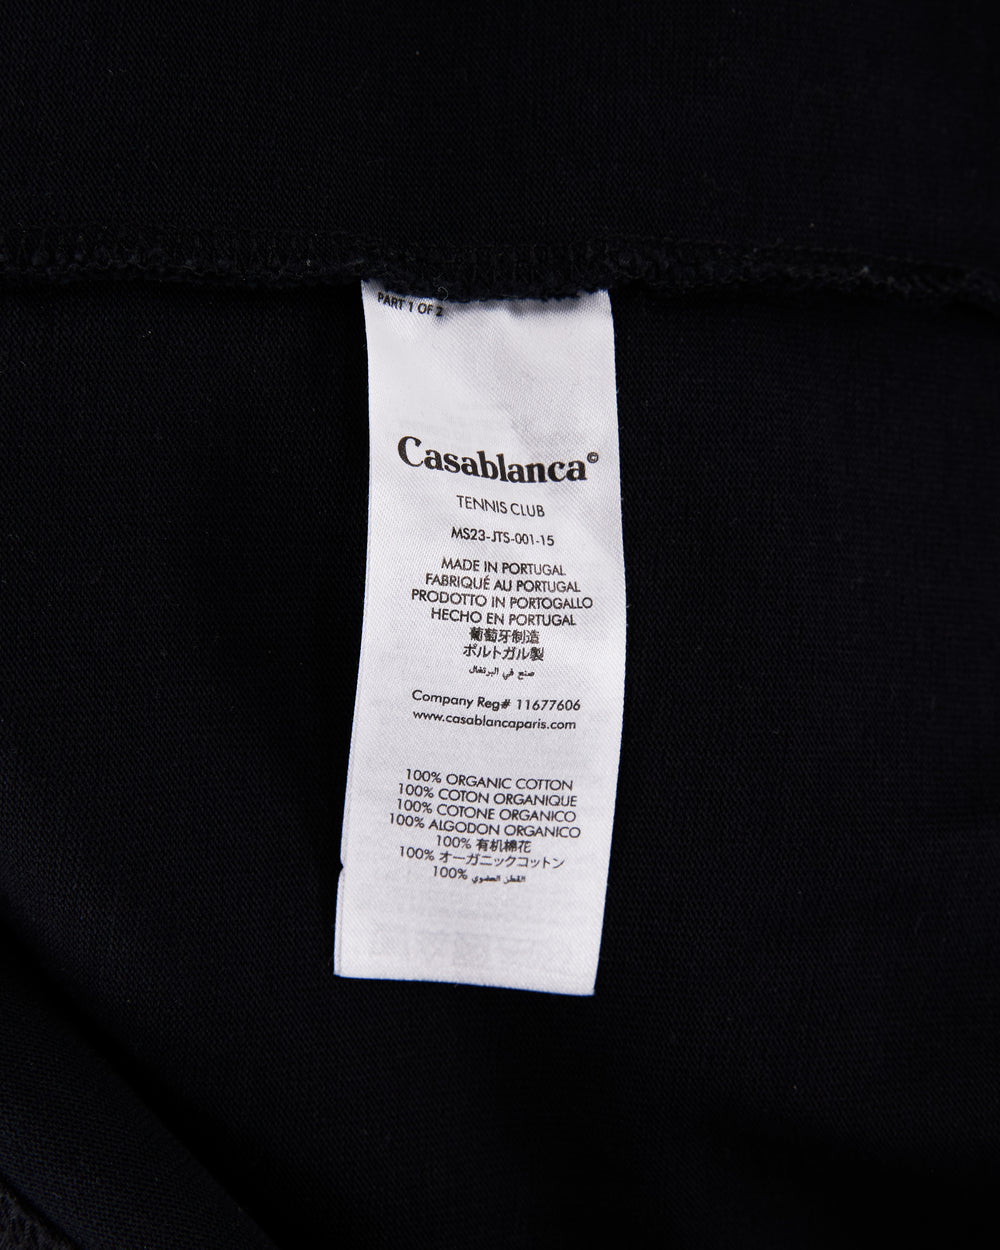 PART 1 OF 2
Casablanca©
TENNIS CLUB
MS23-JTS-001-15
MADE IN PORTUGAL
FABRIQUÉ AU PORTUGAL
PRODOTTO IN PORTOGALLO
HECHO EN PORTUGAL
葡萄牙制造
ポルトガル製
صنع في البرتغال
Company Reg# 11677606
www.casablancaparis.com
100% ORGANIC COTTON
100% COTON ORGANIQUE
100% COTONE ORGANICO
100% ALGODON ORGANICO
100% 有机棉花
100% オーガニックコットン
100% القطن العضوي